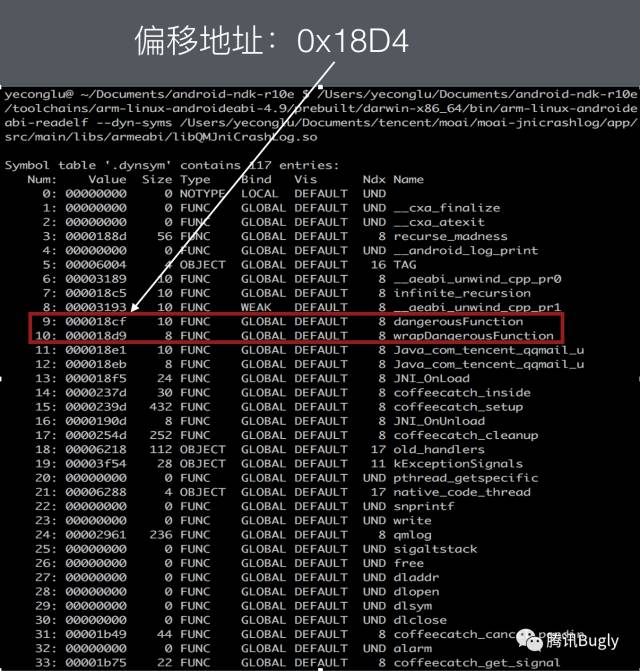 偏移地址：0x18D4
yeconglu@ ~/Documents/android-ndk-r10e $ /Users/yeconglu/Documents/android-ndk-r10e
/toolchains/arm-linux-androideabi-4.9/prebuilt/darwin-x86_64/bin/arm-linux-androide
abi-readelf --dyn-syms /Users/yeconglu/Documents/tencent/moai/moai-jnicrashlog/app/
src/main/libs/armeabi/libQMJniCrashLog.so
Symbol table '.dynsym' contains 117 entries:
Num: Value Size Type Bind Vis Ndx Name
0: 00000000 0 NOTYPE LOCAL DEFAULT UND
1: 00000000 0 FUNC GLOBAL DEFAULT UND __cxa_finalize
2: 00000000 0 FUNC GLOBAL DEFAULT UND __cxa_atexit
3: 0000188d 56 FUNC GLOBAL DEFAULT 8 recurse_madness
4: 00000000 0 FUNC GLOBAL DEFAULT UND __android_log_print
5: 00006004 4 OBJECT GLOBAL DEFAULT 16 TAG
6: 00003189 10 FUNC GLOBAL DEFAULT 8 __aeabi_unwind_cpp_pr0
7: 000018c5 10 FUNC GLOBAL DEFAULT 8 infinite_recursion
8: 00003193 10 FUNC WEAK DEFAULT 8 __aeabi_unwind_cpp_pr1
9: 000018cf 10 FUNC GLOBAL DEFAULT 8 dangerousFunction
10: 000018d9 8 FUNC GLOBAL DEFAULT 8 wrapDangerousFunction
11: 000018e1 10 FUNC GLOBAL DEFAULT 8 Java_com_tencent_qqmail_u
12: 000018eb 8 FUNC GLOBAL DEFAULT 8 Java_com_tencent_qqmail_u
13: 000018f5 24 FUNC GLOBAL DEFAULT 8 JNI_OnLoad
14: 0000237d 30 FUNC GLOBAL DEFAULT 8 coffeecatch_inside
15: 0000239d 432 FUNC GLOBAL DEFAULT 8 coffeecatch_setup
16: 0000190d 8 FUNC GLOBAL DEFAULT 8 JNI_OnUnload
17: 0000254d 252 FUNC GLOBAL DEFAULT 8 coffeecatch_cleanup
18: 00006218 112 OBJECT GLOBAL DEFAULT 17 old_handlers
19: 00003f54 28 OBJECT GLOBAL DEFAULT 11 kExceptionSignals
20: 00000000 0 FUNC GLOBAL DEFAULT UND pthread_getspecific
21: 00006288 4 OBJECT GLOBAL DEFAULT 17 native_code_thread
22: 00000000 0 FUNC GLOBAL DEFAULT UND snprintf
23: 00000000 0 FUNC GLOBAL DEFAULT UND write
24: 00002961 236 FUNC GLOBAL DEFAULT 8 qmlog
25: 00000000 0 FUNC GLOBAL DEFAULT UND sigaltstack
26: 00000000 0 FUNC GLOBAL DEFAULT UND free
27: 00000000 0 FUNC GLOBAL DEFAULT UND dladdr
28: 00000000 0 FUNC GLOBAL DEFAULT UND dlopen
29: 00000000 0 FUNC GLOBAL DEFAULT UND dlsym
30: 00000000 0 FUNC GLOBAL DEFAULT UND dlclose
31: 00001b49 44 FUNC GLOBAL DEFAULT 8
腾讯Bugly
32: 00000000 0 FUNC GLOBAL DEFAULT UND alarm
33: 00001b75 22 FUNC GLOBAL DEFAULT 8 coffeecatch_get_signal